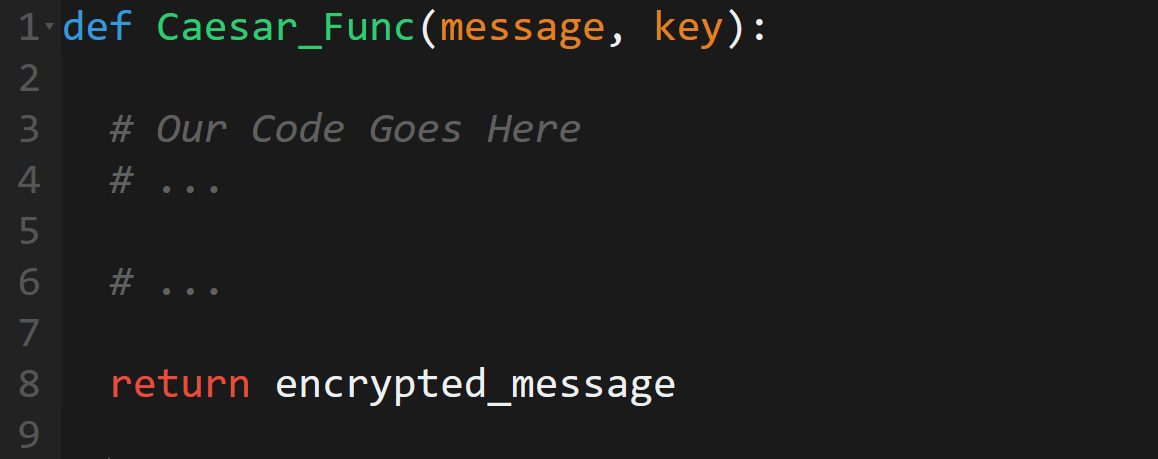 1 def Caesar_Func(message, key):
2
3 # Our Code Goes Here
4 # ...
5
6 # ...
7
8 return encrypted_message
9